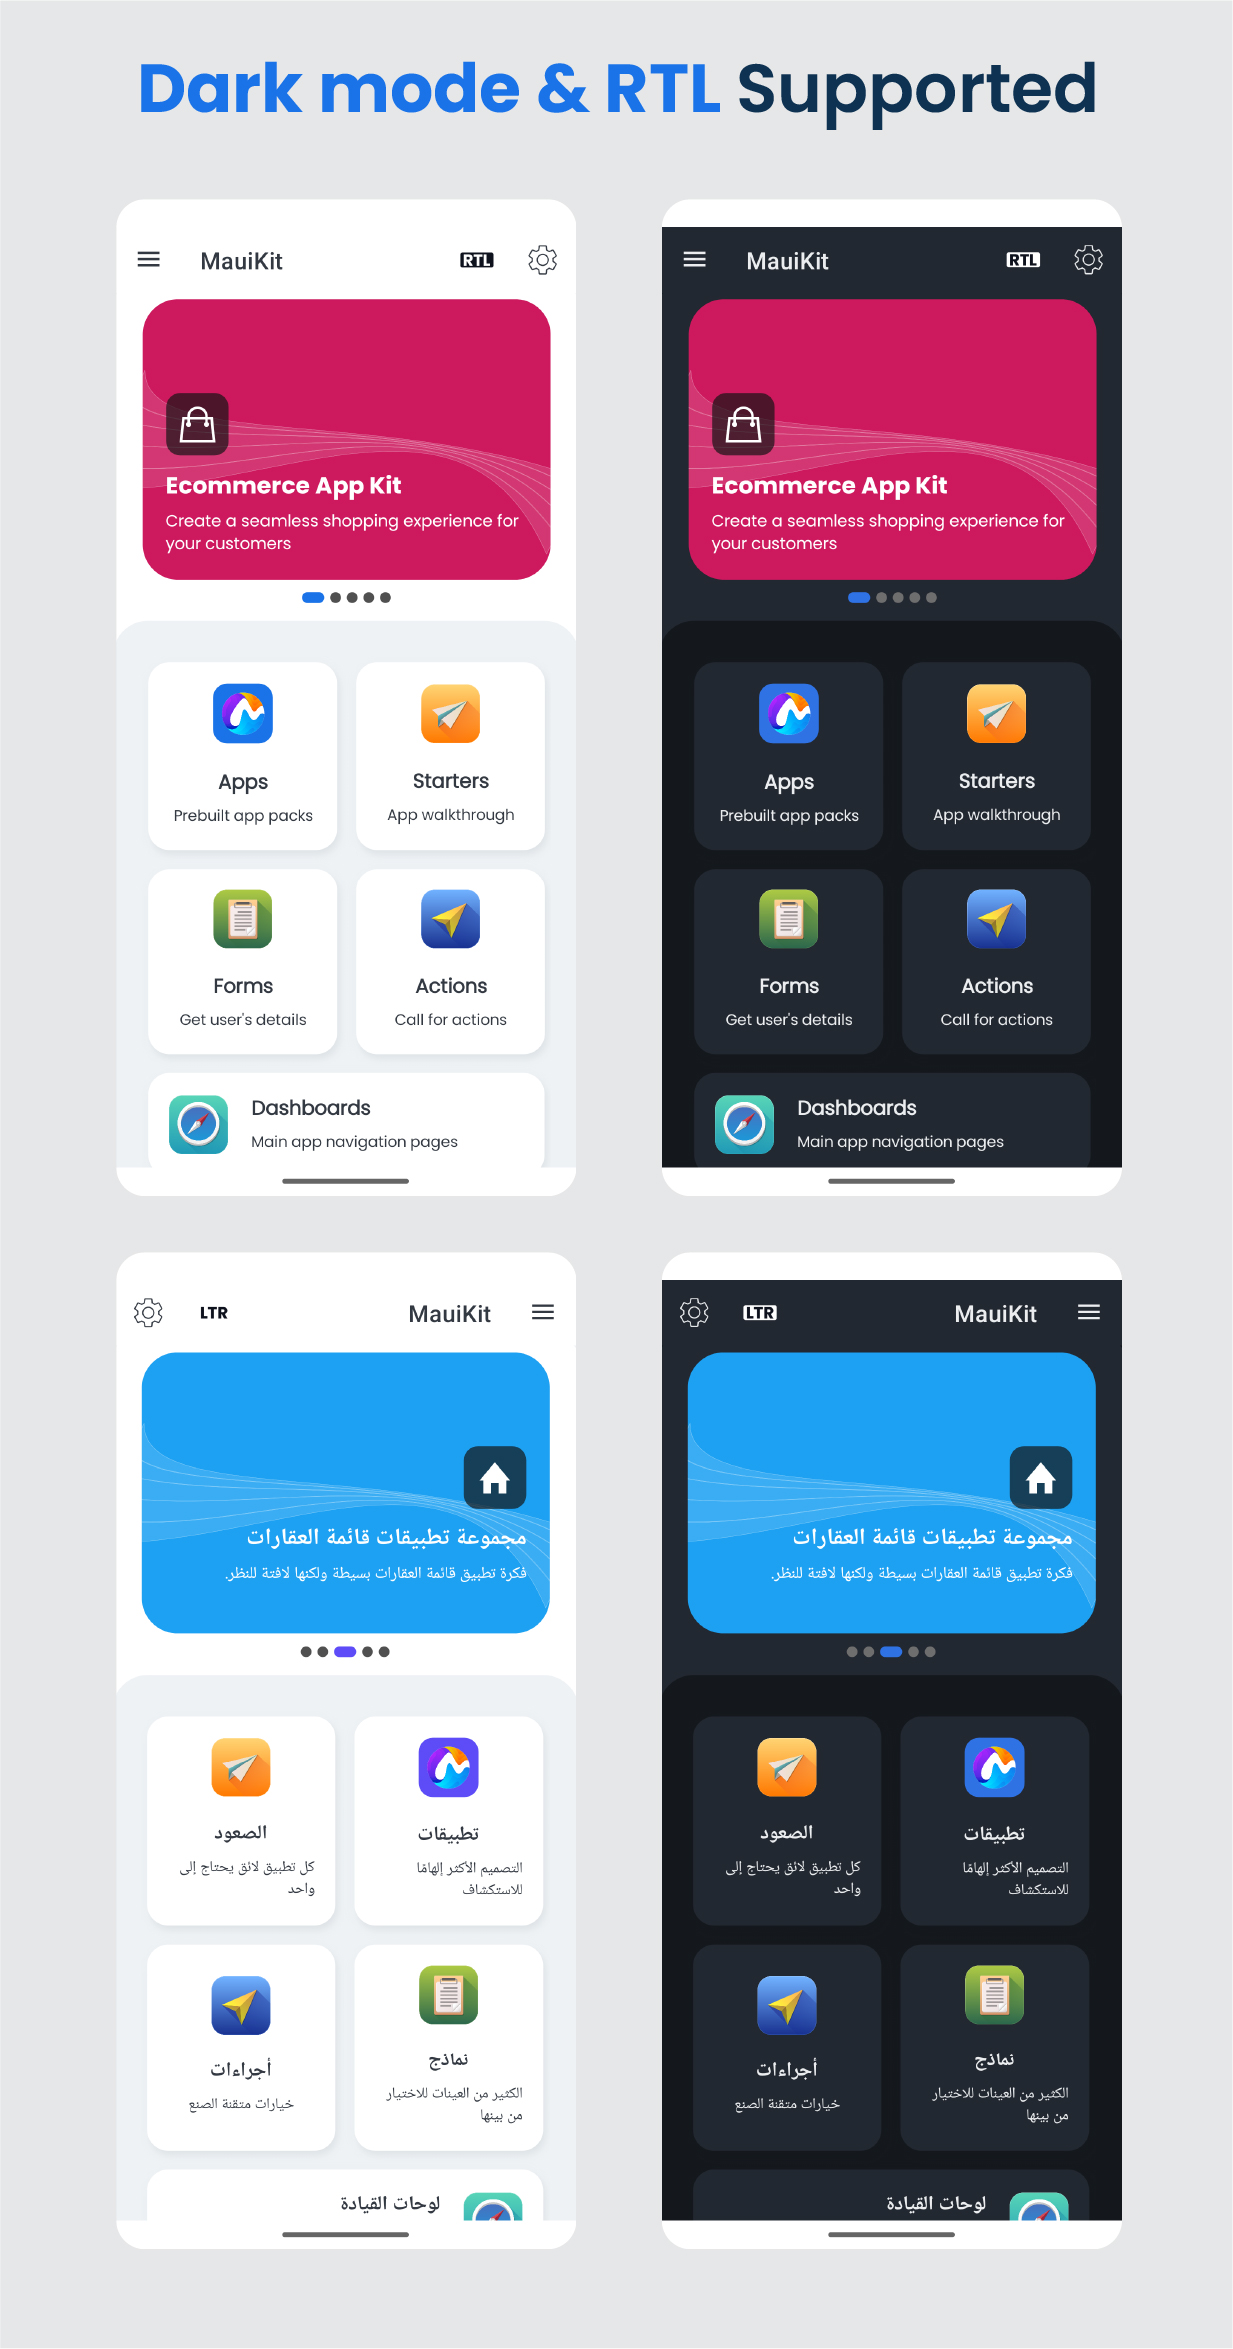 Dark mode & RTL Supported
MauiKit
RTL
Ecommerce App Kit
Create a seamless shopping experience for
your customers
Apps
Prebuilt app packs
Starters
App walkthrough
Forms
Get user's details
Actions
Call for actions
Dashboards
Main app navigation pages
MauiKit
RTL
Ecommerce App Kit
Create a seamless shopping experience for
your customers
Apps
Prebuilt app packs
Starters
App walkthrough
Forms
Get user's details
Actions
Call for actions
Dashboards
Main app navigation pages
LTR
MauiKit
مجموعة تطبيقات قائمة العقارات
فكرة تطبيق قائمة العقارات بسيطة ولكنها لافتة للنظر.
تطبيقات
التصميم الأكثر إلهامًا
للاستكشاف
الصعود
كل تطبيق لائق يحتاج إلى
واحد
نماذج
الكثير من العينات للاختيار
من بينها
أجراءات
خيارات متقنة الصنع
لوحات القيادة
LTR
MauiKit
مجموعة تطبيقات قائمة العقارات
فكرة تطبيق قائمة العقارات بسيطة ولكنها لافتة للنظر.
تطبيقات
التصميم الأكثر إلهامًا
للاستكشاف
الصعود
كل تطبيق لائق يحتاج إلى
واحد
نماذج
الكثير من العينات للاختيار
من بينها
أجراءات
خيارات متقنة الصنع
لوحات القيادة